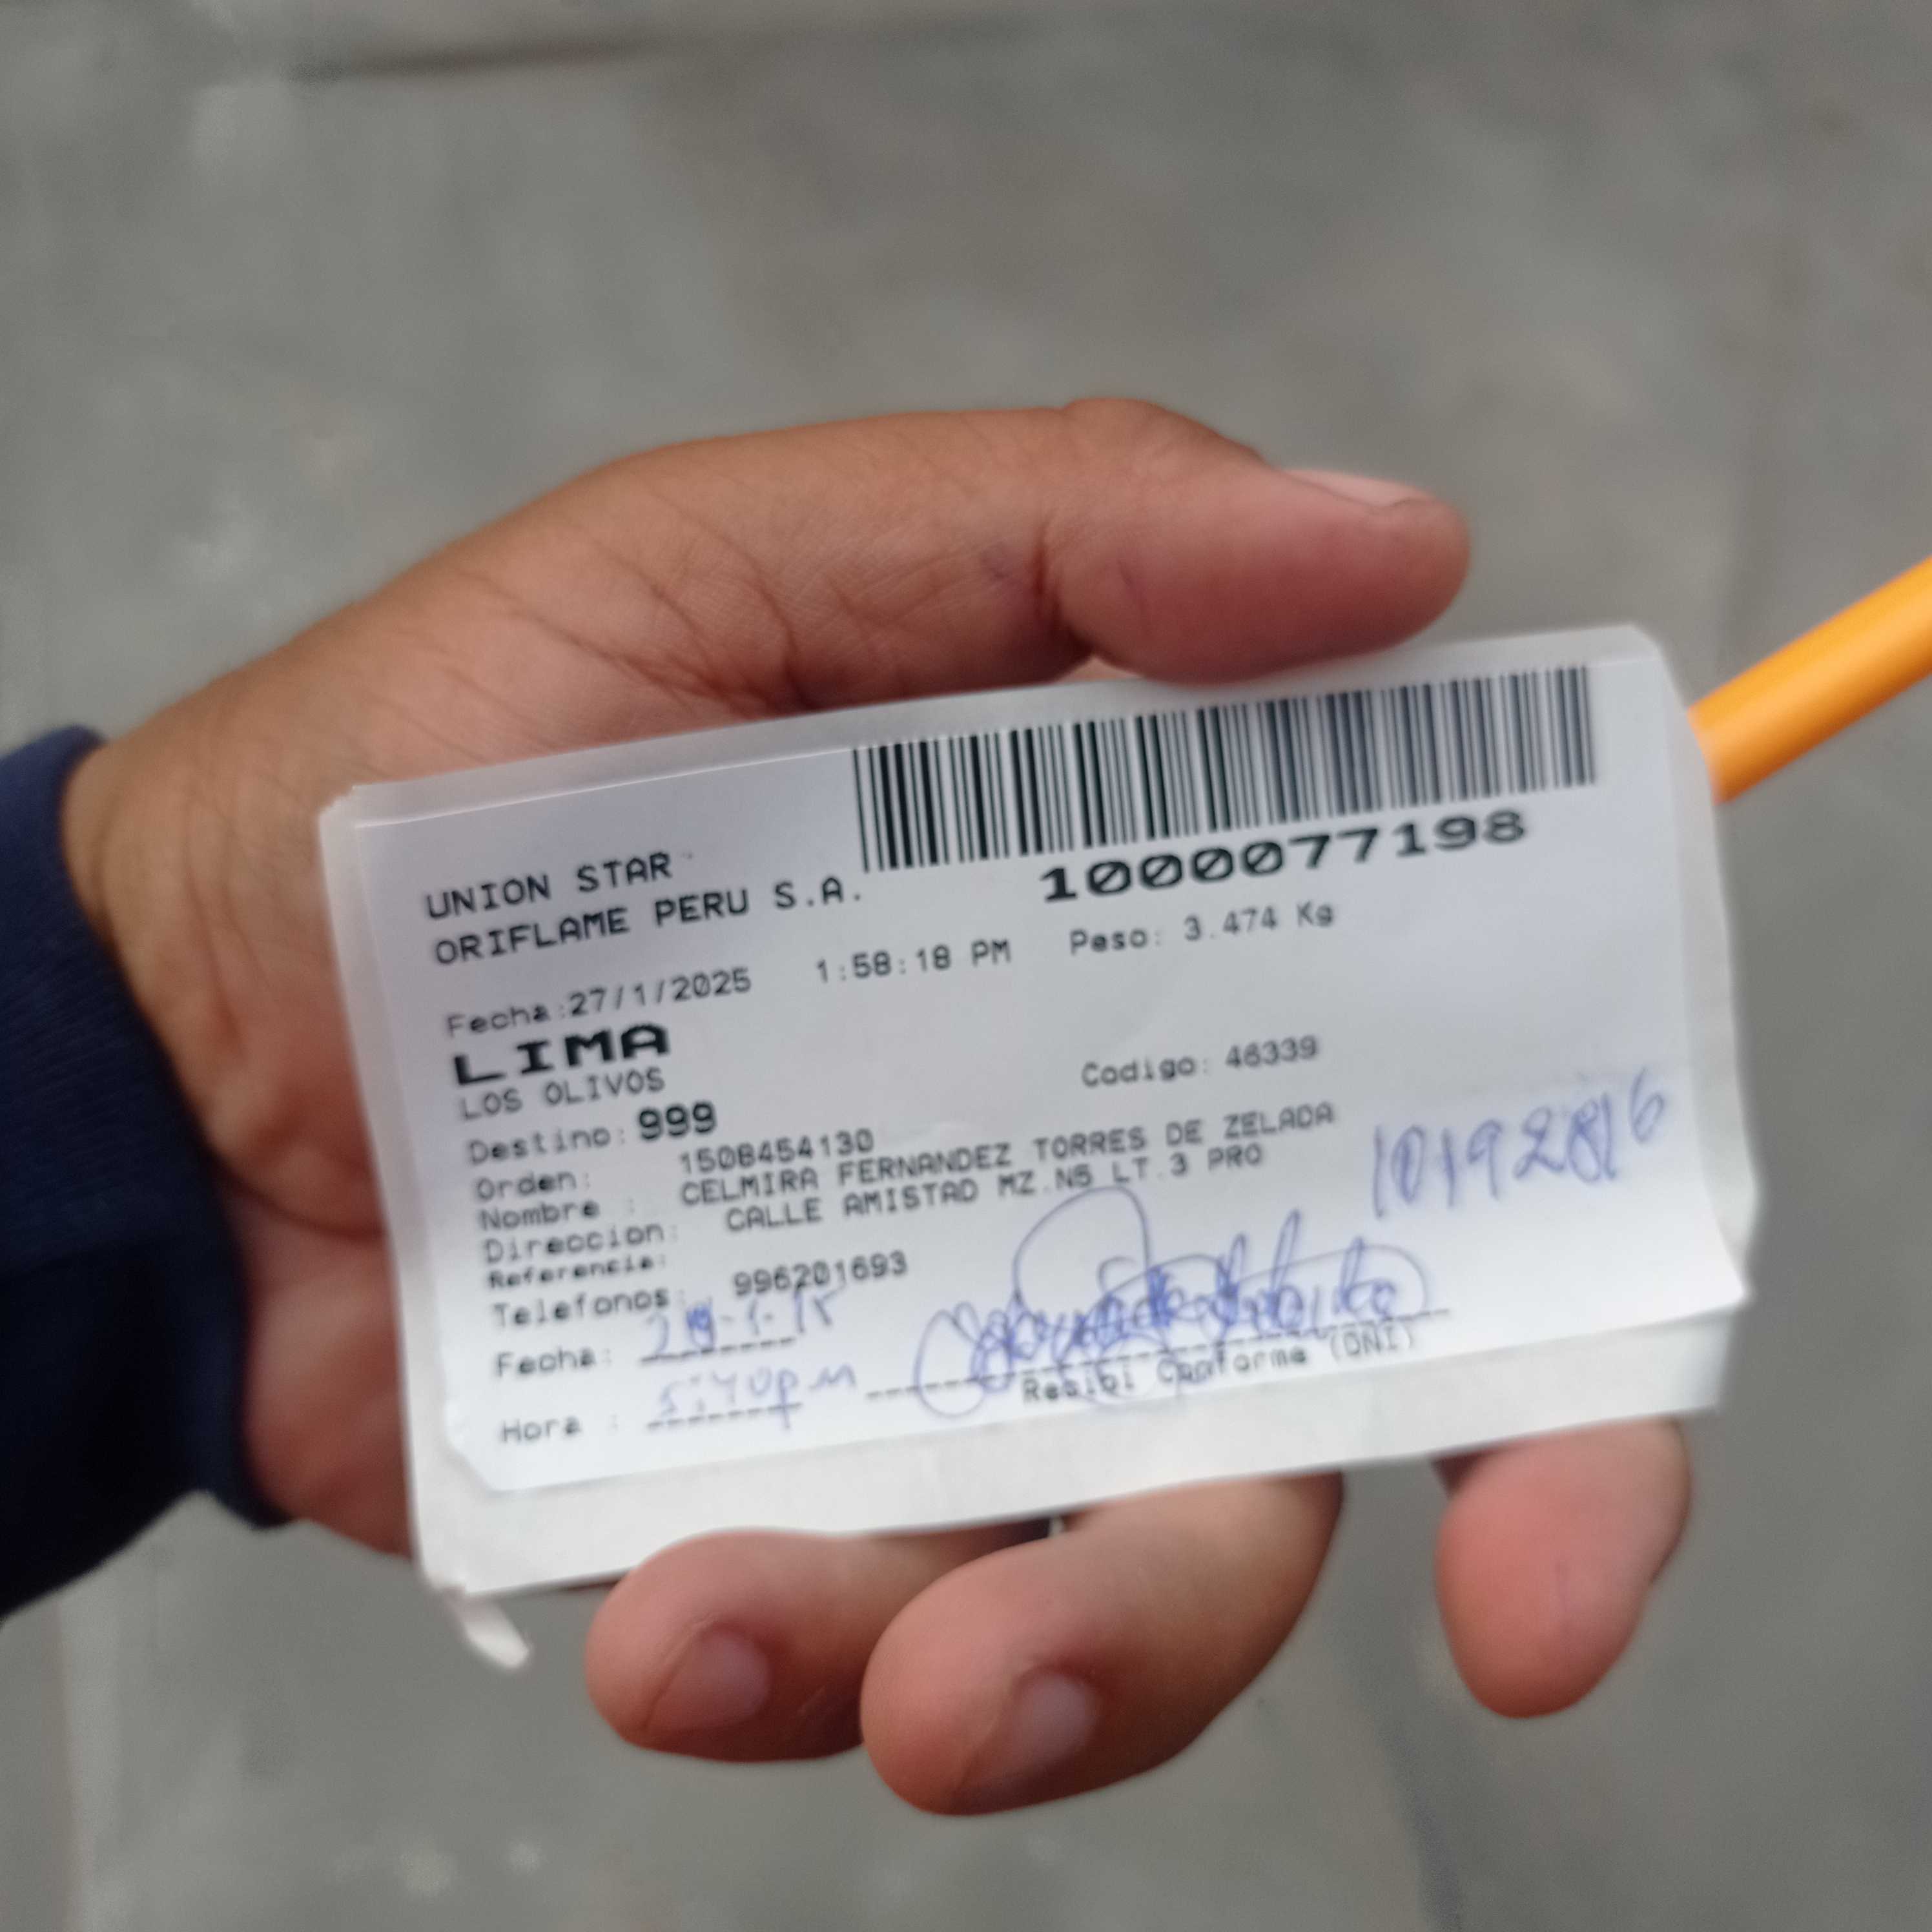 UNION STAR
ORIFLAME PERU S.A.
1000077198
Fecha:27/1/2025 1:58:18 PM Peso: 3.474 Kg
LIMA
LOS OLIVOS
Destino: 999 Codigo: 46339
Orden: 1508454130
Nombre : CELMIRA FERNANDEZ TORRES DE ZELADA
Direccion: CALLE AMISTAD MZ.N5 LT.3 PRO
Referencia:
Telefonos: 996201693
10192816
Fecha:
Hora : 5:40pm
Recibi Conforme (DNI)